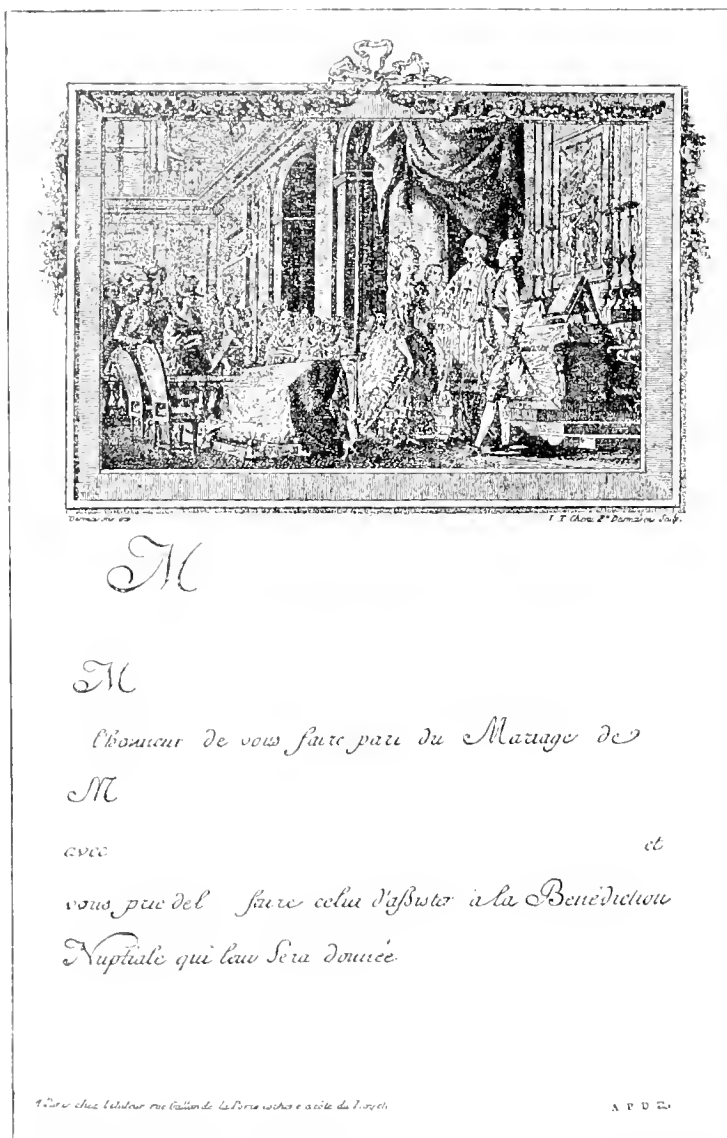 M
M
l'honneur de vous faire part du Mariage de
M
avec et
vous prie de l faire celui d'aßister à la Benédiction
Nuptiale qui leur Sera donnée
A P D